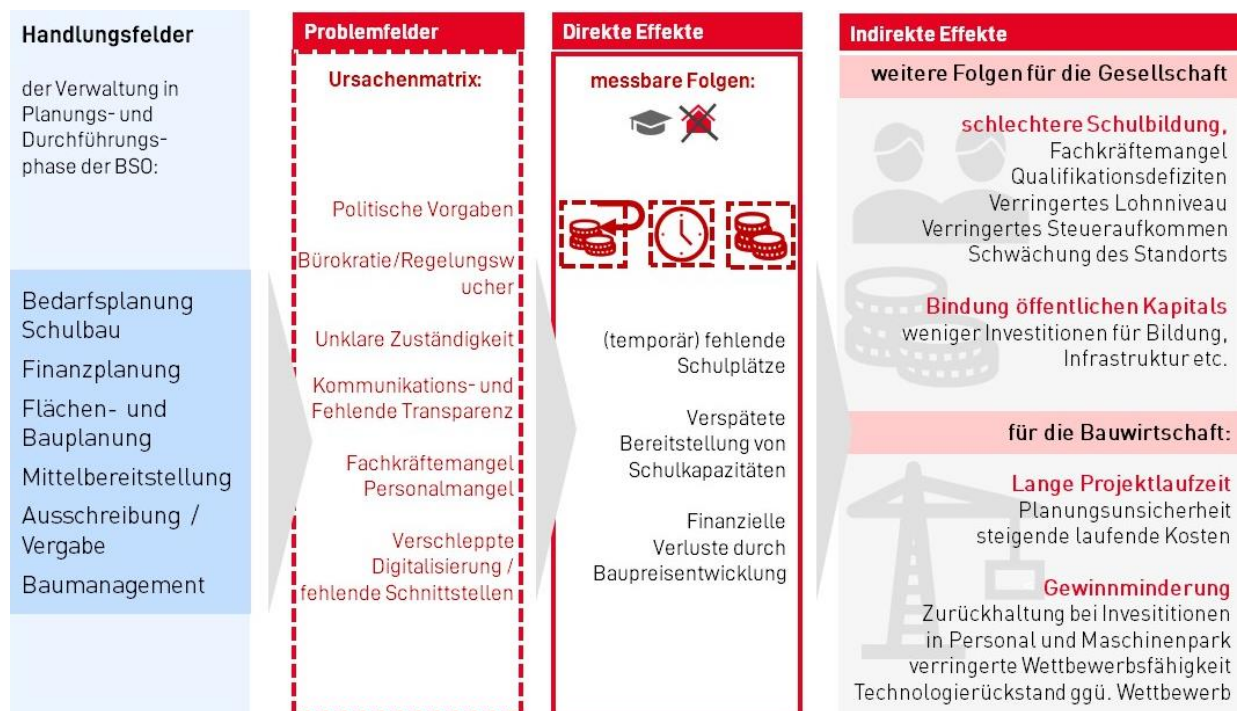 Handlungsfelder
der Verwaltung in
Planungs- und
Durchführungs-
phase der BSO:
Bedarfsplanung
Schulbau
Finanzplanung
Flächen- und
Bauplanung
Mittelbereitstellung
Ausschreibung /
Vergabe
Baumanagement
Problemfelder
Ursachenmatrix:
Politische Vorgaben
Bürokratie/Regelungsw
ucher
Unklare Zuständigkeit
Kommunikations- und
Fehlende Transparenz
Fachkräftemangel
Personalmangel
Verschleppte
Digitalisierung /
fehlende Schnittstellen
Direkte Effekte
messbare Folgen:
(temporär) fehlende
Schulplätze
Verspätete
Bereitstellung von
Schulkapazitäten
Finanzielle
Verluste durch
Baupreisentwicklung
Indirekte Effekte
weitere Folgen für die Gesellschaft
schlechtere Schulbildung,
Fachkräftemangel
Qualifikationsdefiziten
Verringertes Lohnniveau
Verringertes Steueraufkommen
Schwächung des Standorts
Bindung öffentlichen Kapitals
weniger Investitionen für Bildung,
Infrastruktur etc.
für die Bauwirtschaft:
Lange Projektlaufzeit
Planungsunsicherheit
steigende laufende Kosten
Gewinnminderung
Zurückhaltung bei Invesititionen
in Personal und Maschinenpark
verringerte Wettbewerbsfähigkeit
Technologierückstand ggü. Wettbewerb